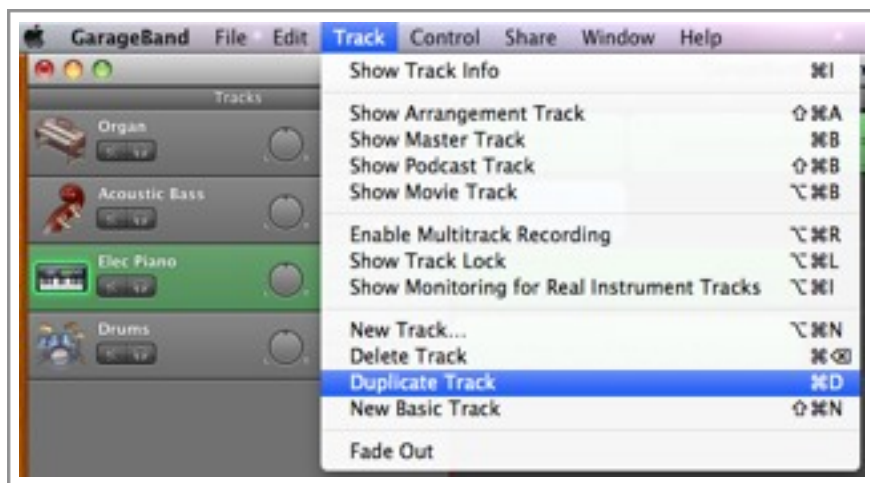 GarageBand File Edit Track Control Share Window Help
Tracks
Organ
Acoustic Bass
Elec Piano
Drums
Show Track Info ⌘I
Show Arrangement Track ⇧⌘A
Show Master Track ⌘B
Show Podcast Track ⇧⌘B
Show Movie Track ⌥⌘B
Enable Multitrack Recording ⌥⌘R
Show Track Lock ⌥⌘L
Show Monitoring for Real Instrument Tracks ⌥⌘I
New Track... ⌥⌘N
Delete Track ⌘⌫
Duplicate Track ⌘D
New Basic Track ⇧⌘N
Fade Out